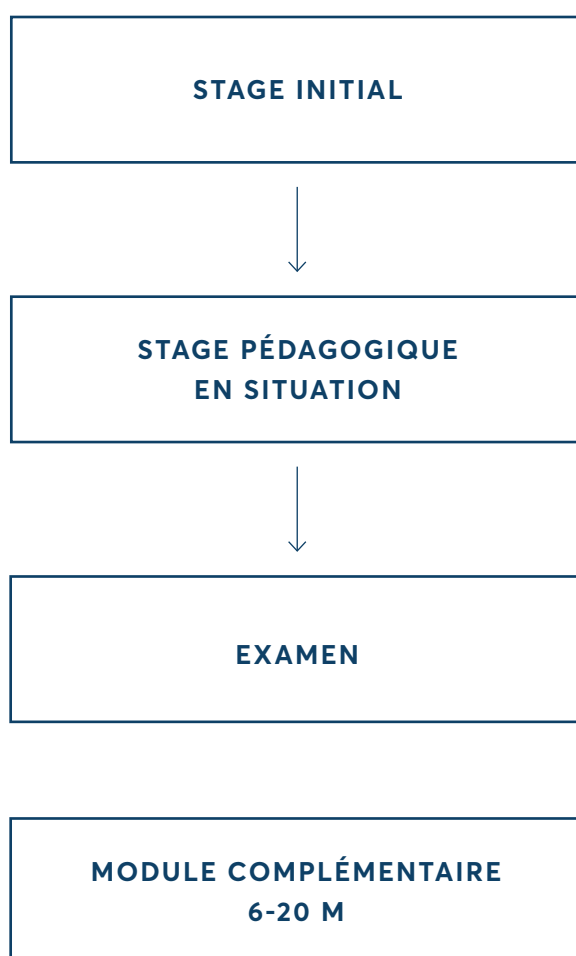 STAGE INITIAL
STAGE PÉDAGOGIQUE
EN SITUATION
EXAMEN
MODULE COMPLÉMENTAIRE
6-20 M